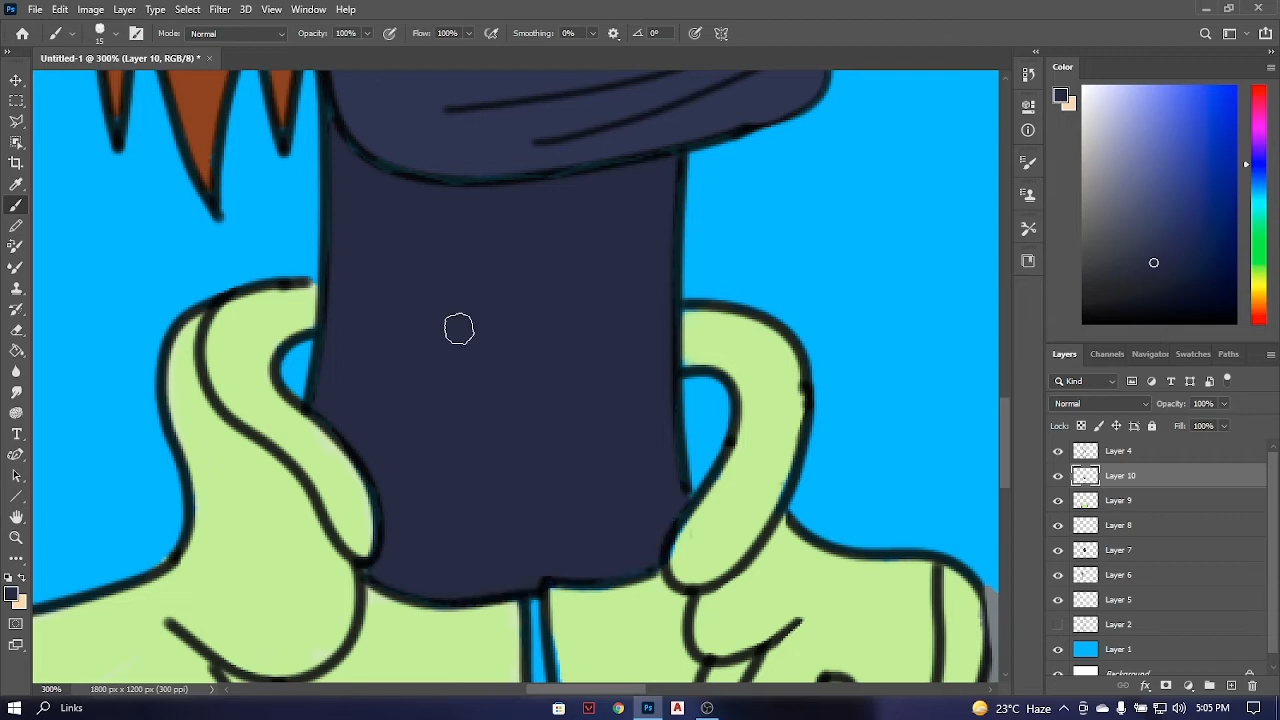 Ps File Edit Image Layer Type Select Filter 3D View Window Help
15 Mode: Normal Opacity: 100% Flow: 100% Smoothing: 0% 0°
Untitled-1 @ 300% (Layer 10, RGB/8) * ×
Color
Layers Channels Navigator Swatches Paths
Kind
Normal Opacity: 100%
Locks: Fill: 100%
Layer 4
Layer 10
Layer 9
Layer 8
Layer 7
Layer 6
Layer 5
Layer 2
Layer 1
Background
300% 1800 px x 1200 px (300 ppi)
Links 23°C Haze 5:05 PM